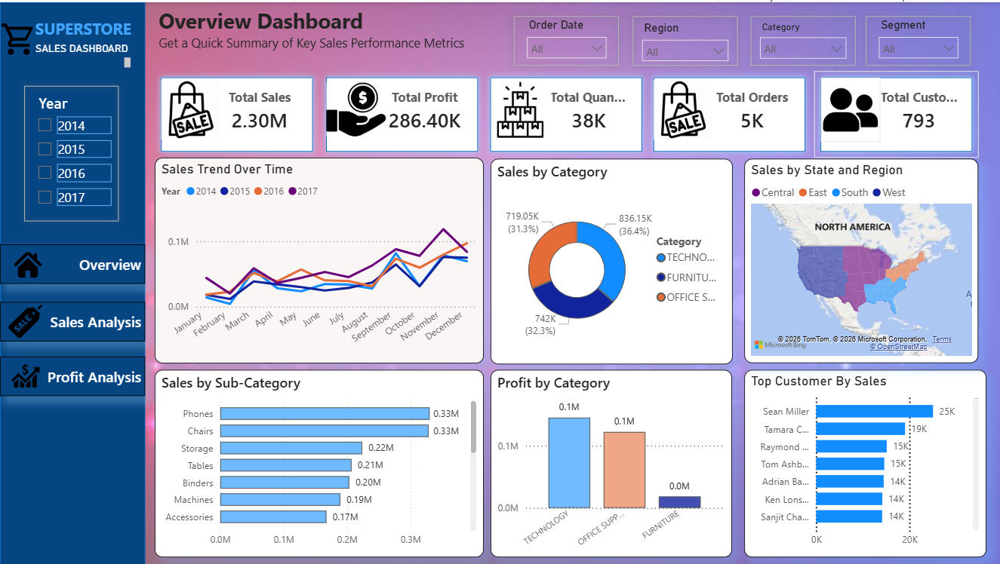 SUPERSTORE
SALES DASHBOARD
Year
2014
2015
2016
2017
Overview
Sales Analysis
Profit Analysis
Overview Dashboard
Get a Quick Summary of Key Sales Performance Metrics
Order Date
All
Region
All
Category
All
Segment
All
SALE
Total Sales
2.30M
$
Total Profit
286.40K
Total Quan...
38K
SALE
Total Orders
5K
Total Custo...
793
Sales Trend Over Time
Year 2014 2015 2016 2017
0.1M
0.0M
January
February
March
April
May
June
July
August
September
October
November
December
Sales by Category
719.05K
(31.3%)
836.15K
(36.4%)
742K
(32.3%)
Category
TECHNO...
FURNITU...
OFFICE S...
Sales by State and Region
Central East South West
NORTH AMERICA
A
© 2026 TomTom, © 2026 Microsoft Corporation, Terms
Microsoft Bing
© OpenStreetMap
Sales by Sub-Category
Phones 0.33M
Chairs 0.33M
Storage 0.22M
Tables 0.21M
Binders 0.20M
Machines 0.19M
Accessories 0.17M
0.0M 0.1M 0.2M 0.3M
Profit by Category
0.1M
0.0M
0.1M
0.1M
0.0M
TECHNOLOGY
OFFICE SUPP...
FURNITURE
Top Customer By Sales
Sean Miller 25K
Tamara C... 19K
Raymond ... 15K
Tom Ashb... 15K
Adrian Ba... 14K
Ken Lons... 14K
Sanjit Cha... 14K
0K 20K